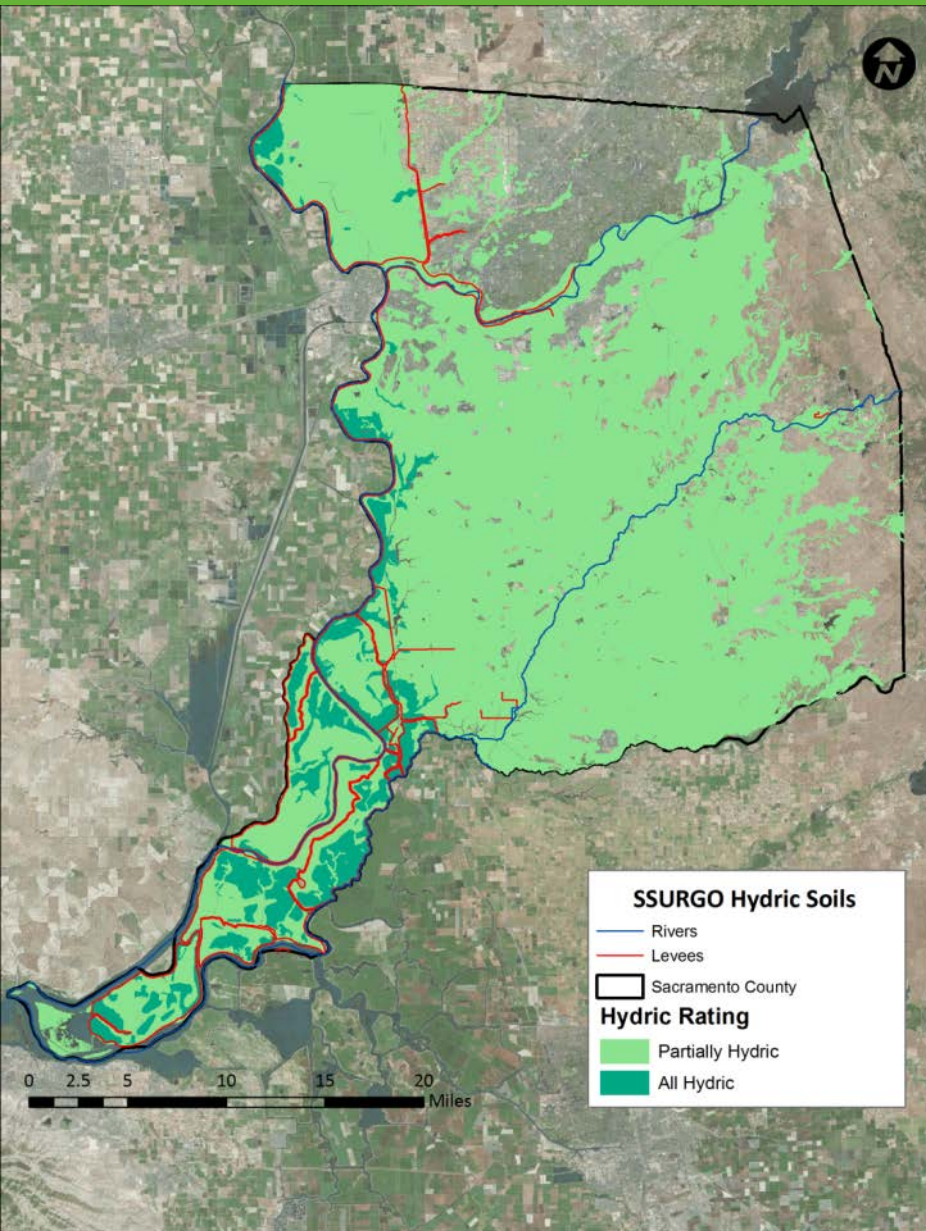 N
SSURGO Hydric Soils
Rivers
Levees
Sacramento County
Hydric Rating
Partially Hydric
All Hydric
0 2.5 5 10 15 20
Miles